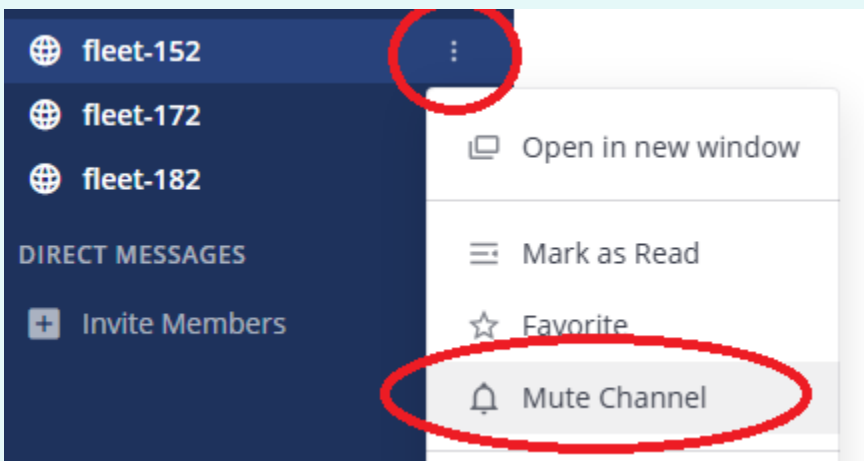 fleet-152
fleet-172
fleet-182
DIRECT MESSAGES
Invite Members
Open in new window
Mark as Read
Favorite
Mute Channel